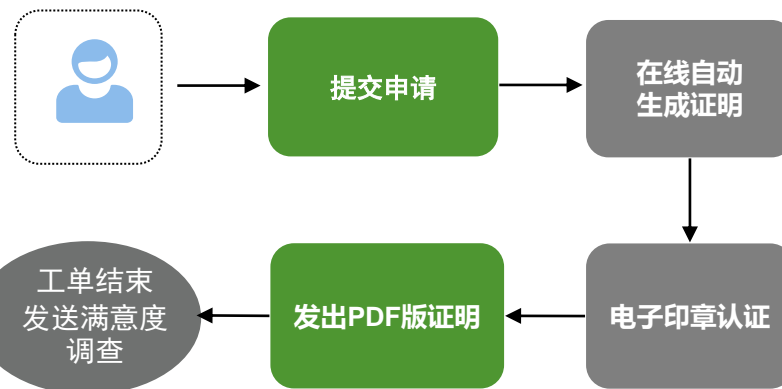 提交申请
在线自动
生成证明
电子印章认证
发出PDF版证明
工单结束
发送满意度
调查